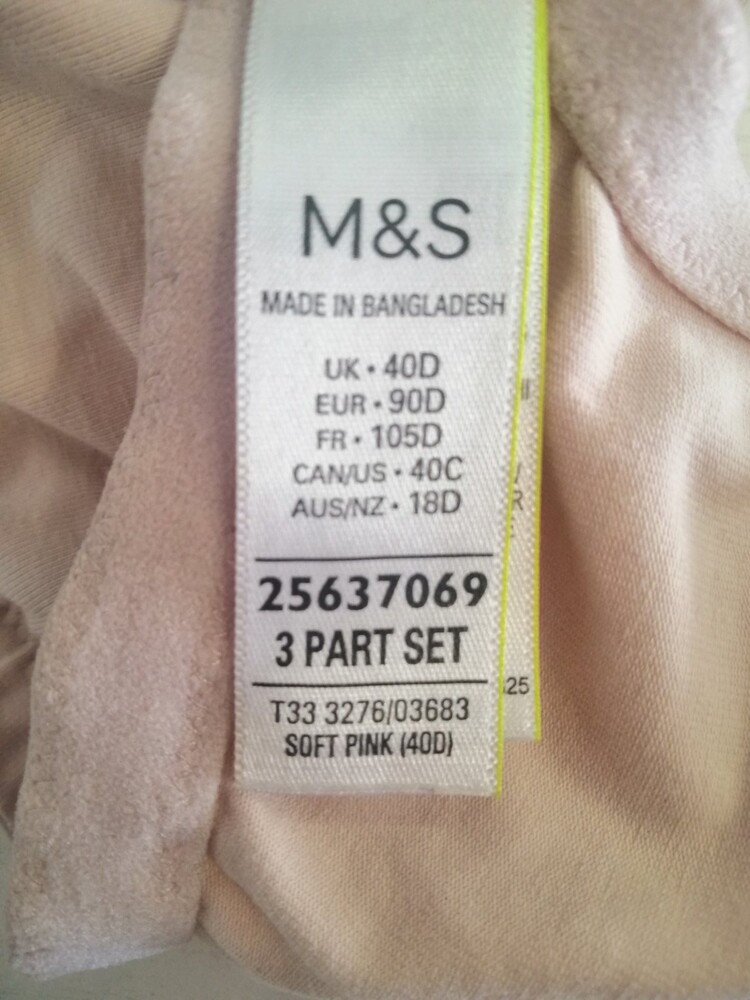 M&S
MADE IN BANGLADESH
UK • 40D
EUR • 90D
FR • 105D
CAN/US • 40C
AUS/NZ • 18D
25637069
3 PART SET
T33 3276/03683
SOFT PINK (40D)